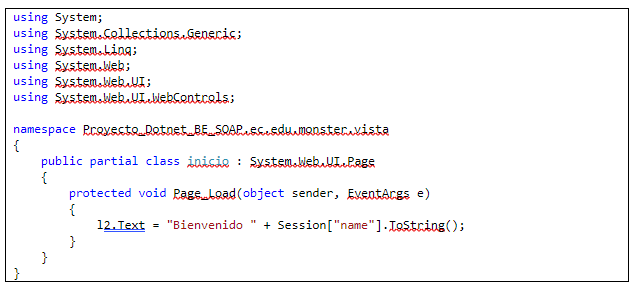 using System;
using System.Collections.Generic;
using System.Linq;
using System.Web;
using System.Web.UI;
using System.Web.UI.WebControls;

namespace Proyecto_Dotnet_BE_SOAP.ec.edu.monster.vista
{
    public partial class inicio : System.Web.UI.Page
    {
        protected void Page_Load(object sender, EventArgs e)
        {
            l2.Text = "Bienvenido " + Session["name"].ToString();
        }
    }
}